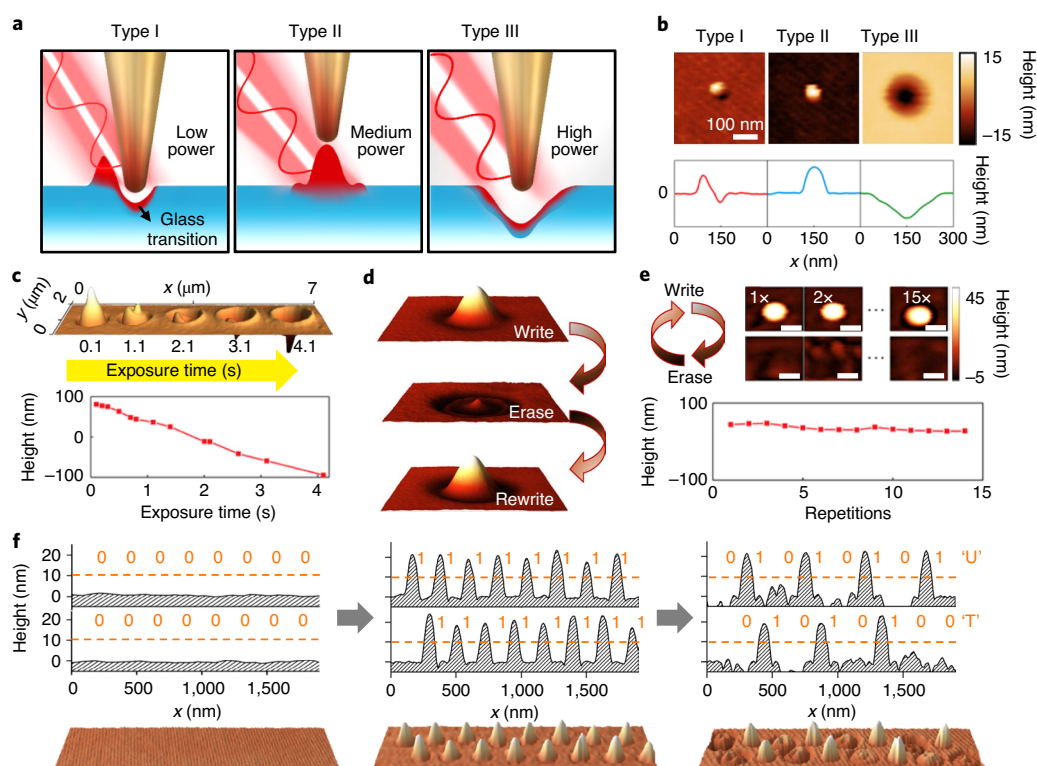 a
Type I
Type II
Type III
Low
power
Medium
power
High
power
Glass
transition
b
Type I
Type II
Type III
100 nm
15
–15
Height (nm)
0
Height (nm)
0
150
0
150
0
150
300
x (nm)
c
0
x (μm)
7
y (μm)
2
0
0.1
1.1
2.1
3.1
4.1
Exposure time (s)
Height (nm)
100
0
–100
0
1
2
3
4
Exposure time (s)
d
Write
Erase
Rewrite
e
Write
Erase
1×
2×
15×
45
–5
Height (nm)
Height (nm)
100
–100
0
5
10
15
Repetitions
f
Height (nm)
20
10
0
0 0 0 0 0 0 0 0
20
10
0
0 0 0 0 0 0 0 0
0
500
1,000
1,500
x (nm)
1 1 1 1 1 1 1 1
1 1 1 1 1 1 1 1
0
500
1,000
1,500
x (nm)
0 1 0 1 0 1 0 1 'U'
0 1 0 1 0 1 0 0 'T'
0
500
1,000
1,500
x (nm)